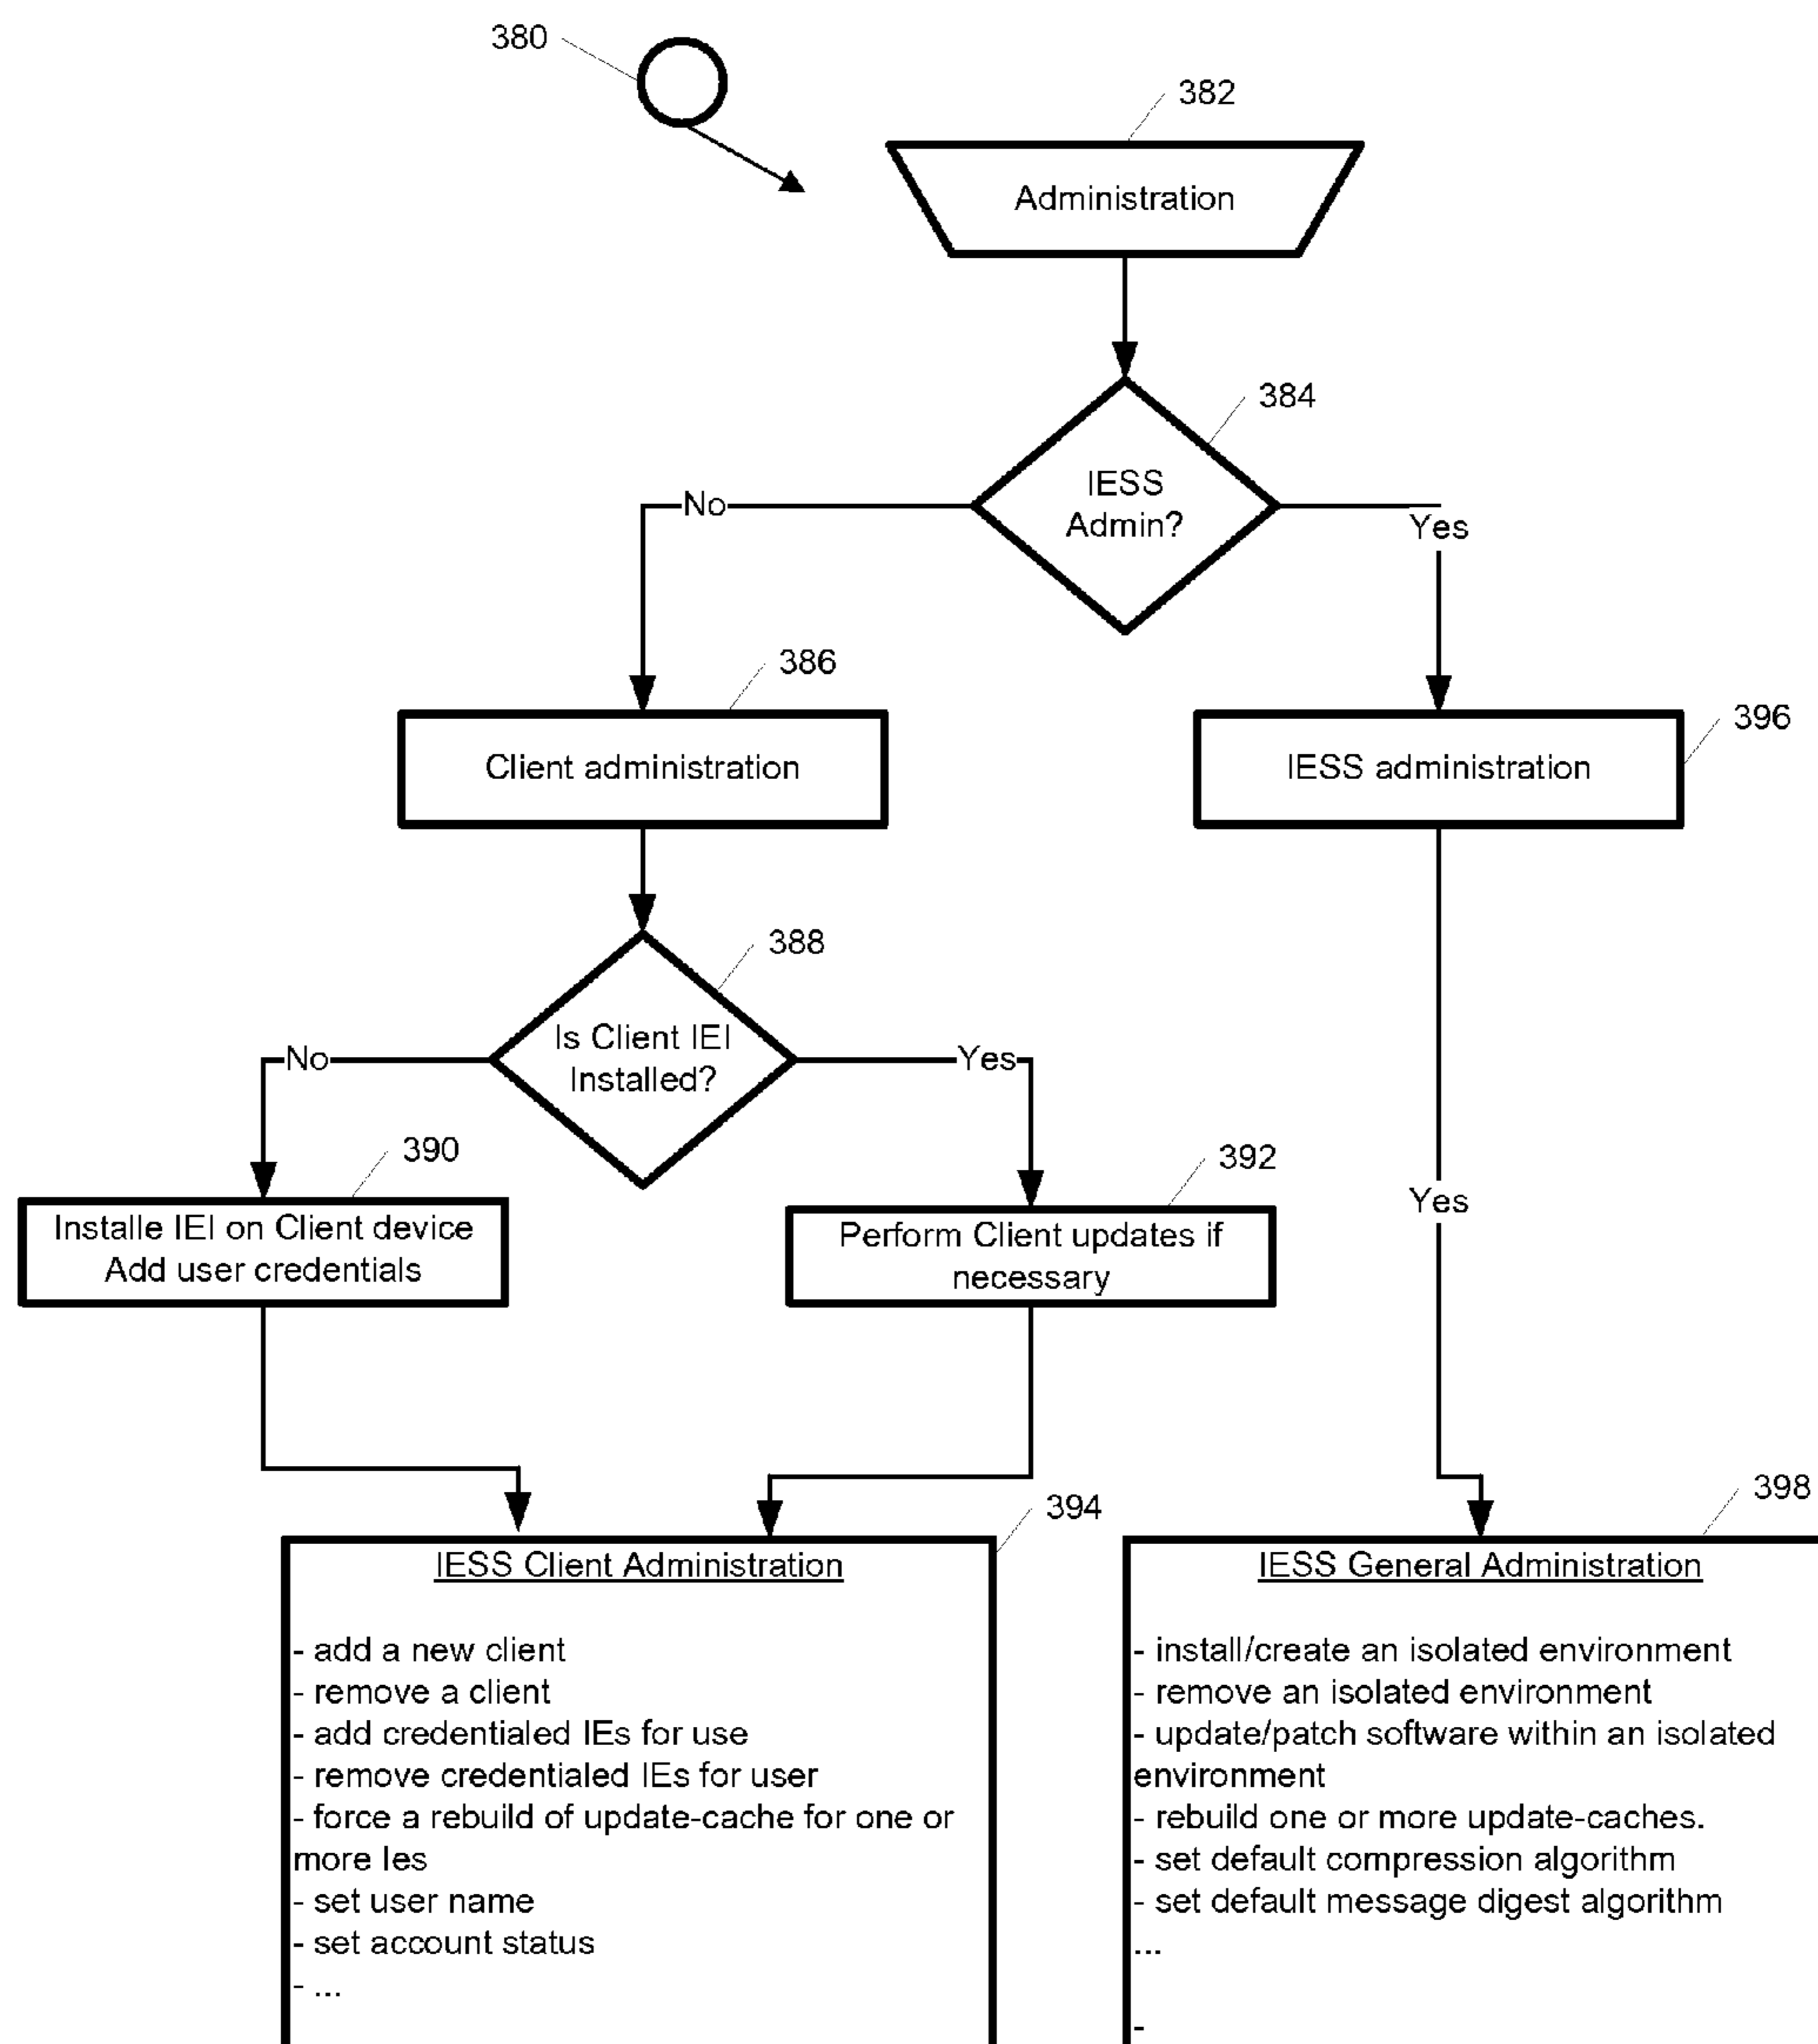 380
382
Administration
384
IESS
Admin?
No
Yes
386
Client administration
396
IESS administration
388
Is Client IEI
Installed?
No
Yes
390
Installe IEI on Client device
Add user credentials
392
Perform Client updates if
necessary
Yes
394
IESS Client Administration
- add a new client
- remove a client
- add credentialed IEs for use
- remove credentialed IEs for user
- force a rebuild of update-cache for one or
more Ies
- set user name
- set account status
- ...
398
IESS General Administration
- install/create an isolated environment
- remove an isolated environment
- update/patch software within an isolated
environment
- rebuild one or more update-caches.
- set default compression algorithm
- set default message digest algorithm
...
-